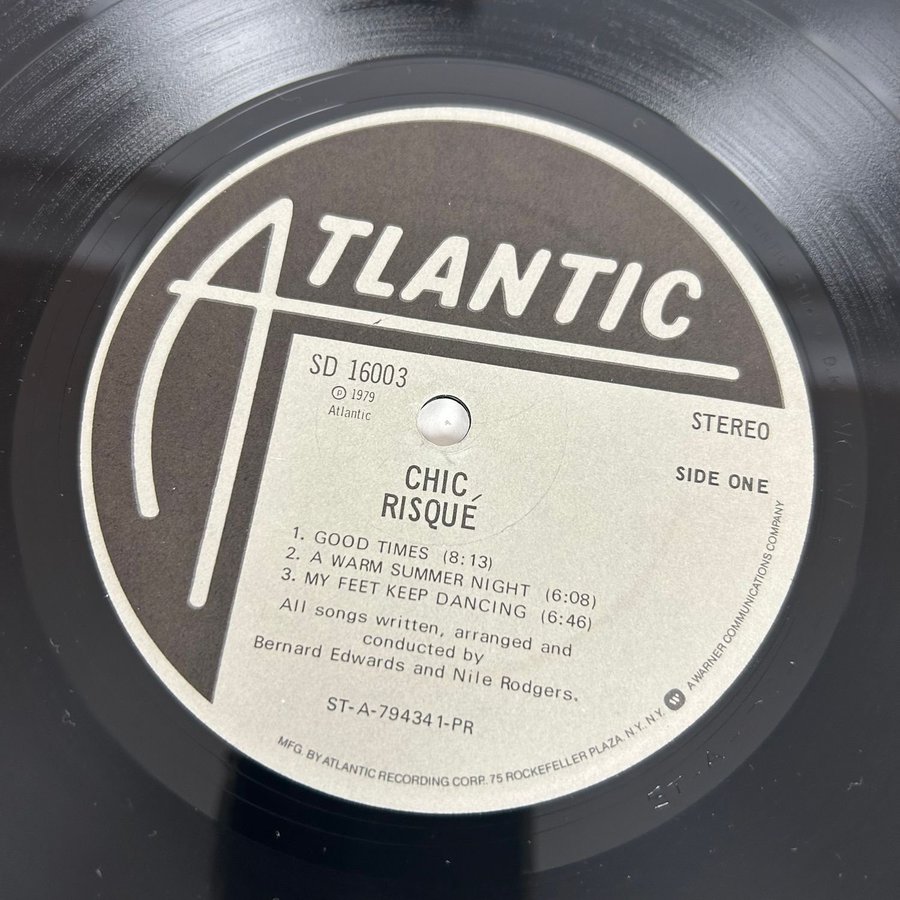 ATLANTIC
SD 16003
Ⓟ 1979
Atlantic
STEREO
SIDE ONE
CHIC
RISQUÉ
1. GOOD TIMES (8:13)
2. A WARM SUMMER NIGHT (6:08)
3. MY FEET KEEP DANCING (6:46)
All songs written, arranged and
conducted by
Bernard Edwards and Nile Rodgers.
ST-A-794341-PR
MFG. BY ATLANTIC RECORDING CORP. 75 ROCKEFELLER PLAZA. N.Y. N.Y. A WARNER COMMUNICATIONS COMPANY
ST-A